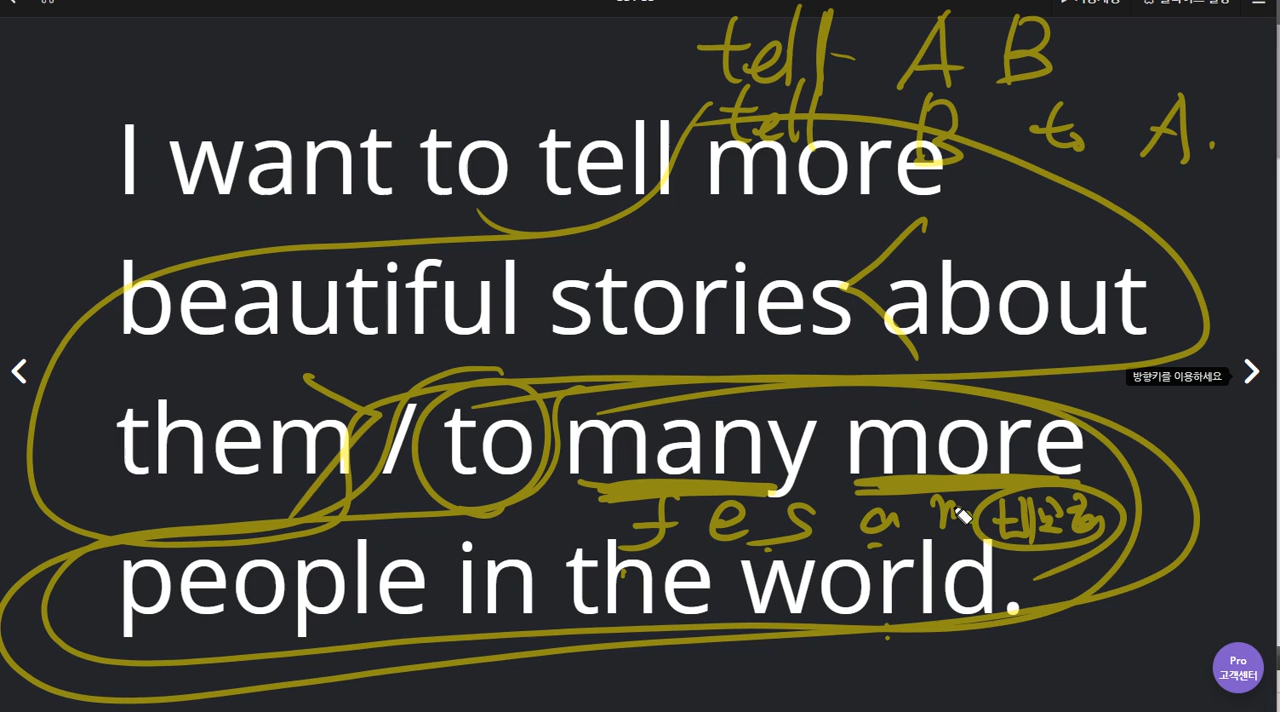 tell - A B
tell B to A.
I want to tell more
beautiful stories about
them / to many more
f e s a
people in the world.
방향키를 이용하세요
Pro
고객센터